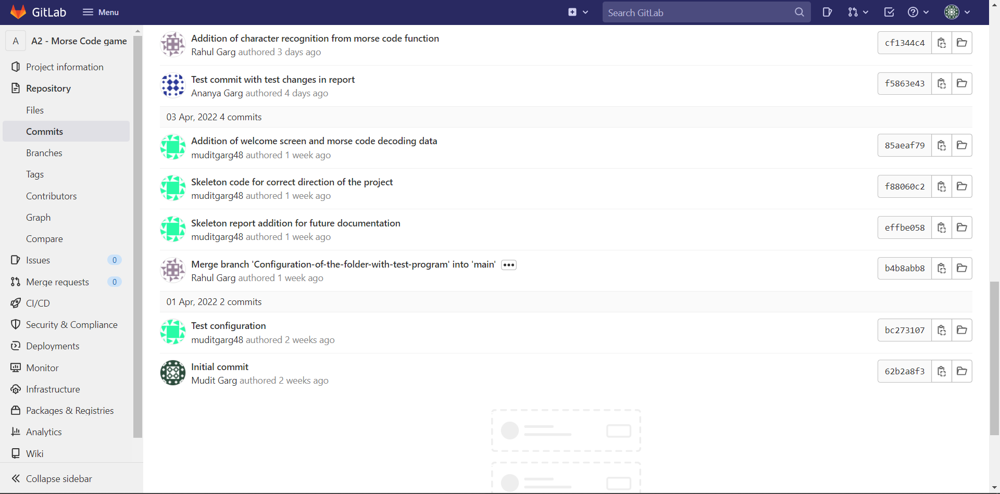 GitLab
Menu
Search GitLab
A A2 - Morse Code game
Project information
Repository
Files
Commits
Branches
Tags
Contributors
Graph
Compare
Issues 0
Merge requests 0
CI/CD
Security & Compliance
Deployments
Monitor
Infrastructure
Packages & Registries
Analytics
Wiki
Collapse sidebar
Addition of character recognition from morse code function
Rahul Garg authored 3 days ago
cf1344c4
Test commit with test changes in report
Ananya Garg authored 4 days ago
f5863e43
03 Apr, 2022 4 commits
Addition of welcome screen and morse code decoding data
muditgarg48 authored 1 week ago
85aeaf79
Skeleton code for correct direction of the project
muditgarg48 authored 1 week ago
f88060c2
Skeleton report addition for future documentation
muditgarg48 authored 1 week ago
effbe058
Merge branch 'Configuration-of-the-folder-with-test-program' into 'main'
Rahul Garg authored 1 week ago
b4b8abb8
01 Apr, 2022 2 commits
Test configuration
muditgarg48 authored 2 weeks ago
bc273107
Initial commit
Mudit Garg authored 2 weeks ago
62b2a8f3